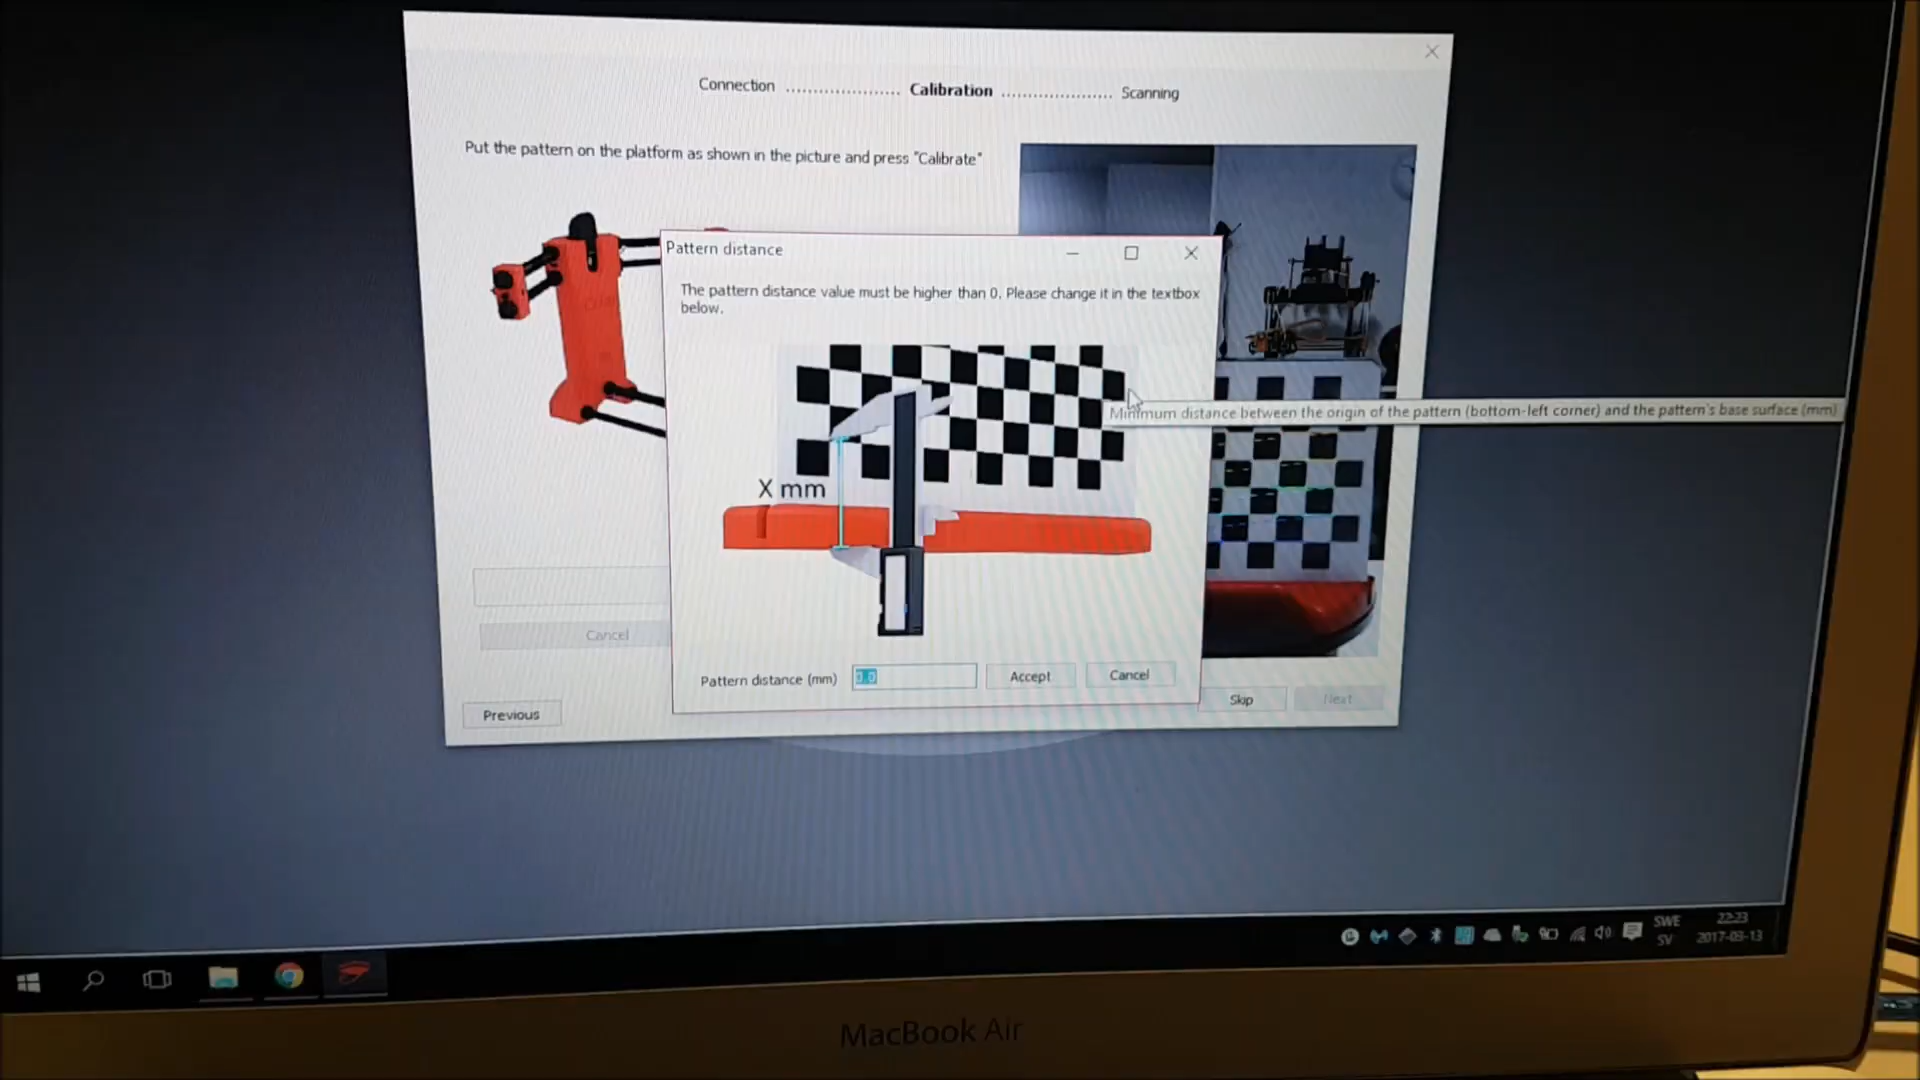 Connection .................... Calibration .................... Scanning
Put the pattern on the platform as shown in the picture and press "Calibrate"
Pattern distance
The pattern distance value must be higher than 0. Please change it in the textbox
below.
Minimum distance between the origin of the pattern (bottom-left corner) and the pattern's base surface (mm)
X mm
Cancel
Pattern distance (mm) 0.0 Accept Cancel
Previous Skip Next
SWE 22:23
SV 2017-03-13
MacBook Air